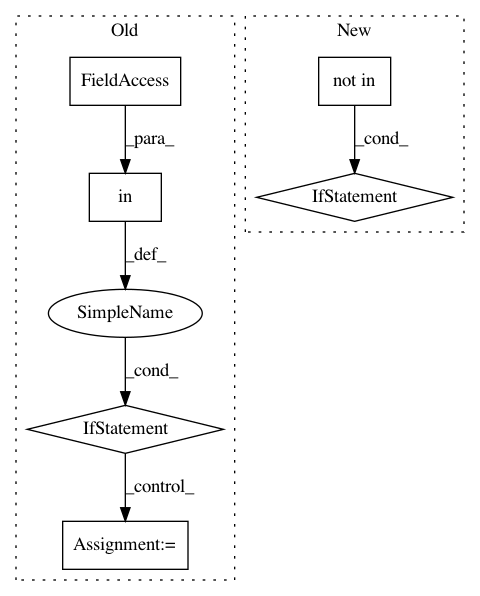 Old
New
FieldAccess
not in
_para_
_cond_
in
IfStatement
_def_
SimpleName
_cond_
IfStatement
_control_
Assignment:=